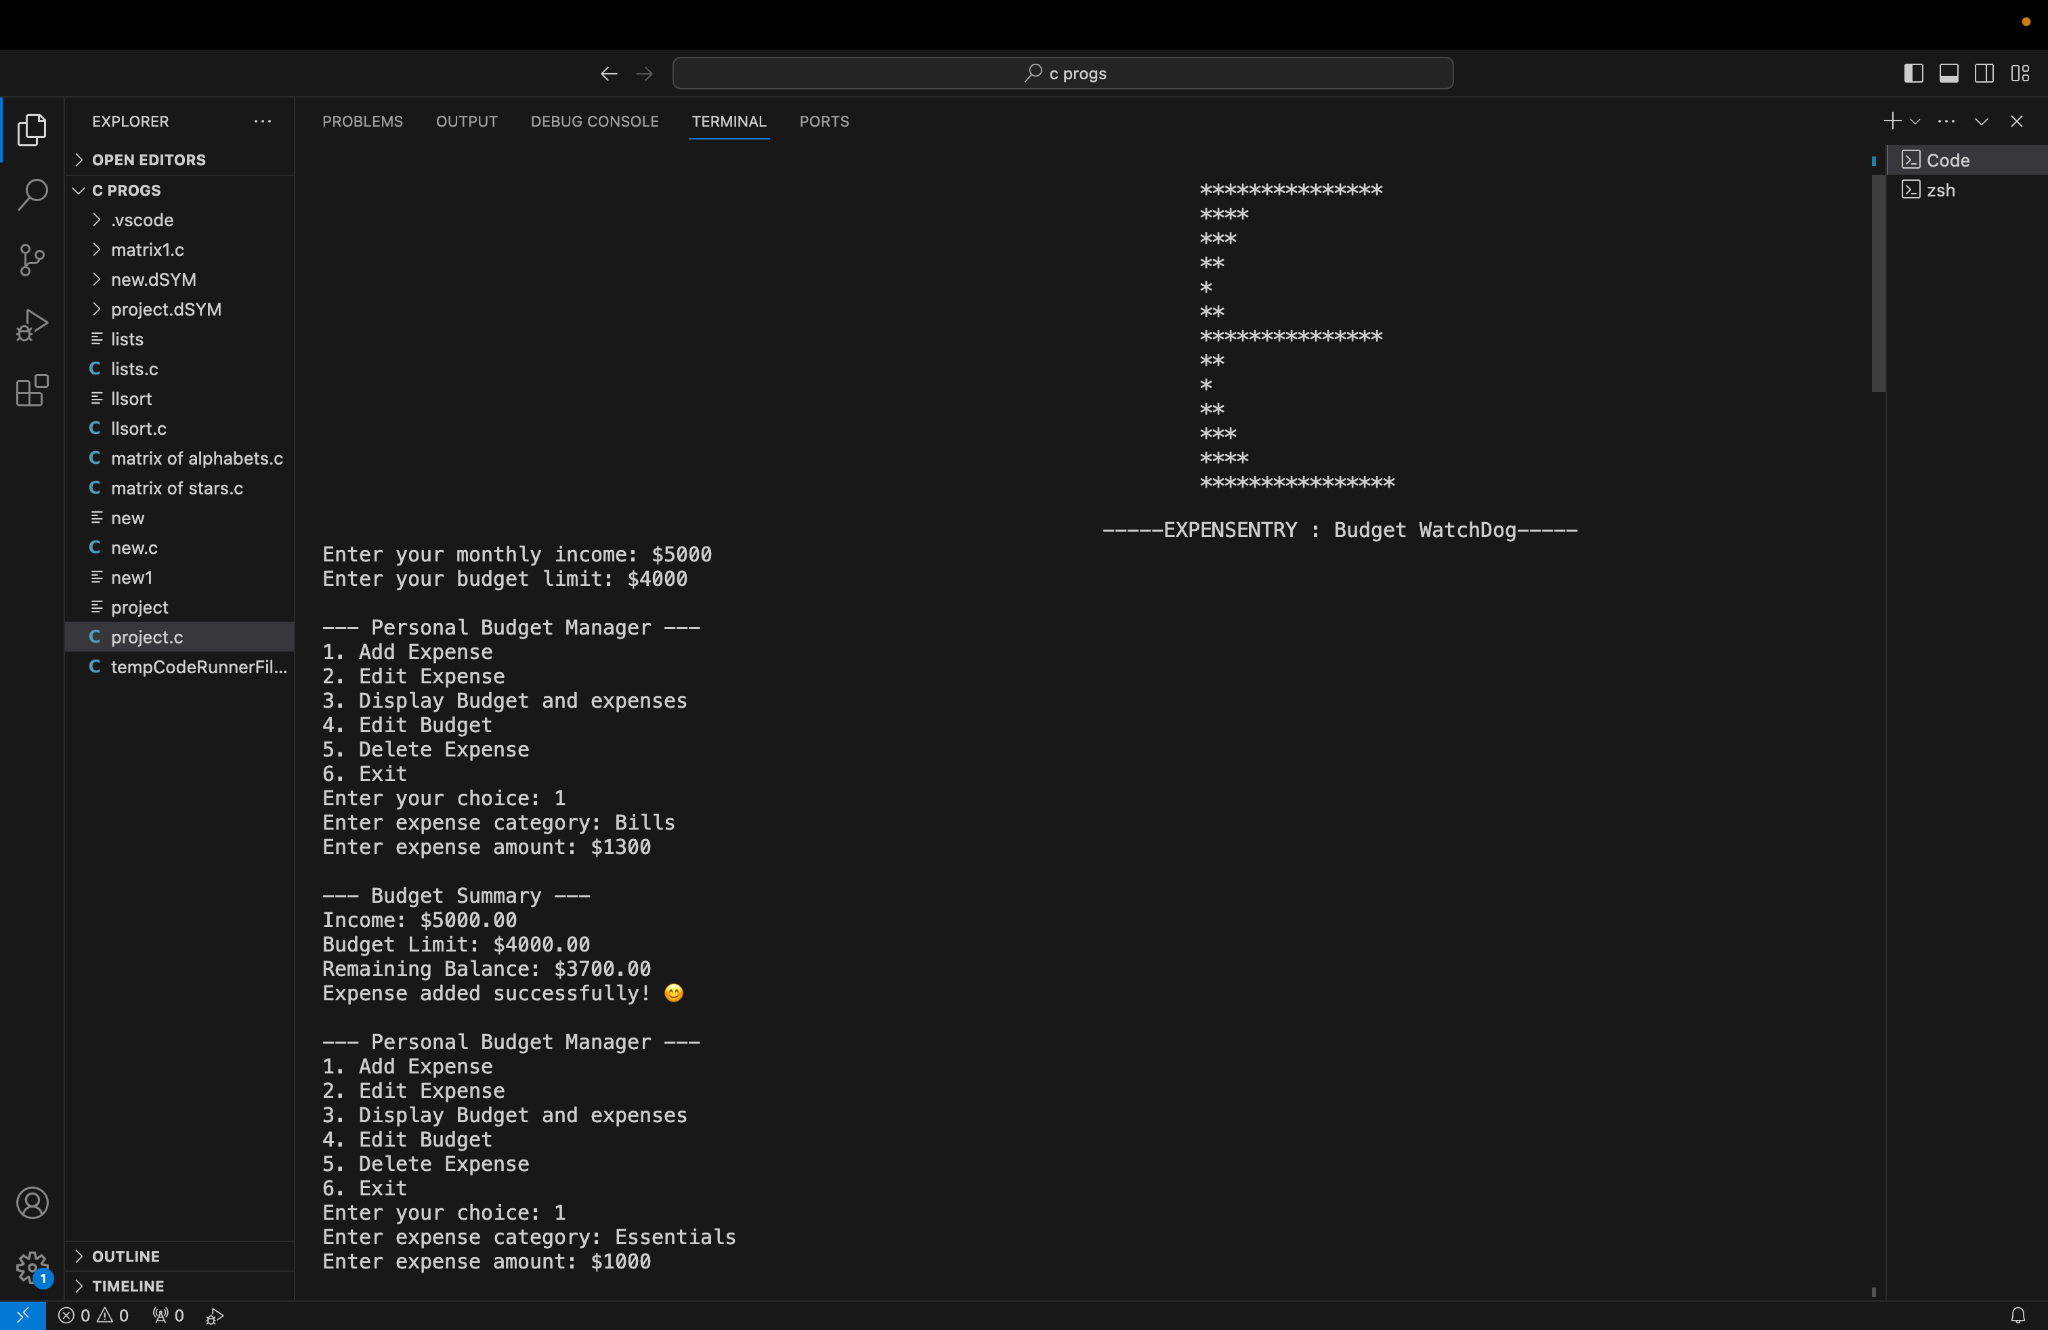 c progs
EXPLORER
OPEN EDITORS
C PROGS
.vscode
matrix1.c
new.dSYM
project.dSYM
lists
C lists.c
llsort
C llsort.c
C matrix of alphabets.c
C matrix of stars.c
new
C new.c
new1
project
C project.c
C tempCodeRunnerFil...
OUTLINE
TIMELINE
PROBLEMS OUTPUT DEBUG CONSOLE TERMINAL PORTS
***************
****
***
**
*
**
***************
**
*
**
***
****
****************
-----EXPENSENTRY : Budget WatchDog-----
Enter your monthly income: $5000
Enter your budget limit: $4000
--- Personal Budget Manager ---
1. Add Expense
2. Edit Expense
3. Display Budget and expenses
4. Edit Budget
5. Delete Expense
6. Exit
Enter your choice: 1
Enter expense category: Bills
Enter expense amount: $1300
--- Budget Summary ---
Income: $5000.00
Budget Limit: $4000.00
Remaining Balance: $3700.00
Expense added successfully! 😊
--- Personal Budget Manager ---
1. Add Expense
2. Edit Expense
3. Display Budget and expenses
4. Edit Budget
5. Delete Expense
6. Exit
Enter your choice: 1
Enter expense category: Essentials
Enter expense amount: $1000
Code
zsh
1
0 0 0